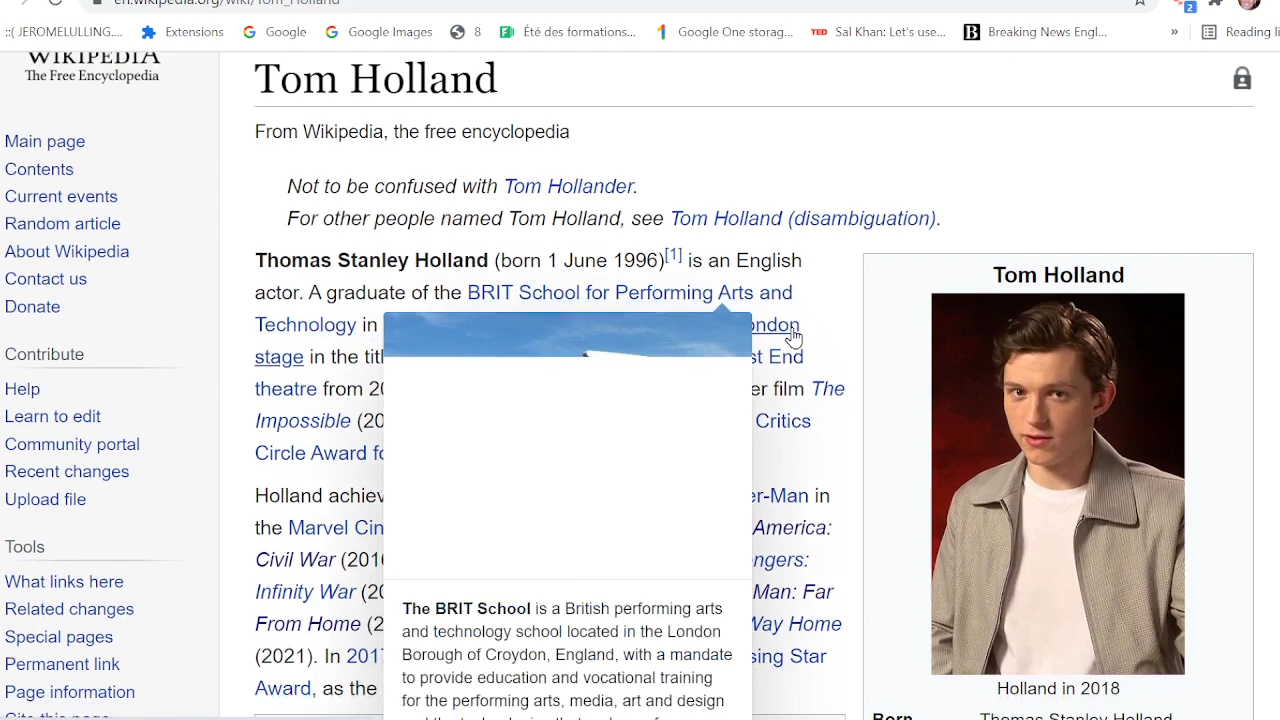 en.wikipedia.org/wiki/Tom_Holland
2
:( JEROMELULLING....
Extensions
Google
Google Images
8
Été des formations...
Google One storag...
TED Sal Khan: Let's use...
B Breaking News Engl...
»
Reading li
WIKIPEDIA
The Free Encyclopedia
Main page
Contents
Current events
Random article
About Wikipedia
Contact us
Donate
Contribute
Help
Learn to edit
Community portal
Recent changes
Upload file
Tools
What links here
Related changes
Special pages
Permanent link
Page information
Cite this page
Tom Holland
From Wikipedia, the free encyclopedia
Not to be confused with Tom Hollander.
For other people named Tom Holland, see Tom Holland (disambiguation).
Thomas Stanley Holland (born 1 June 1996)[1] is an English
actor. A graduate of the BRIT School for Performing Arts and
Technology in ondon
stage in the titl st End
theatre from 20 er film The
Impossible (20 Critics
Circle Award fo
Holland achiev er-Man in
the Marvel Cin America:
Civil War (2016 ngers:
Infinity War (20 Man: Far
From Home (2 Way Home
(2021). In 2017 sing Star
Award, as the
The BRIT School is a British performing arts
and technology school located in the London
Borough of Croydon, England, with a mandate
to provide education and vocational training
for the performing arts, media, art and design
Tom Holland
Holland in 2018
Born
Thomas Stanley Holland